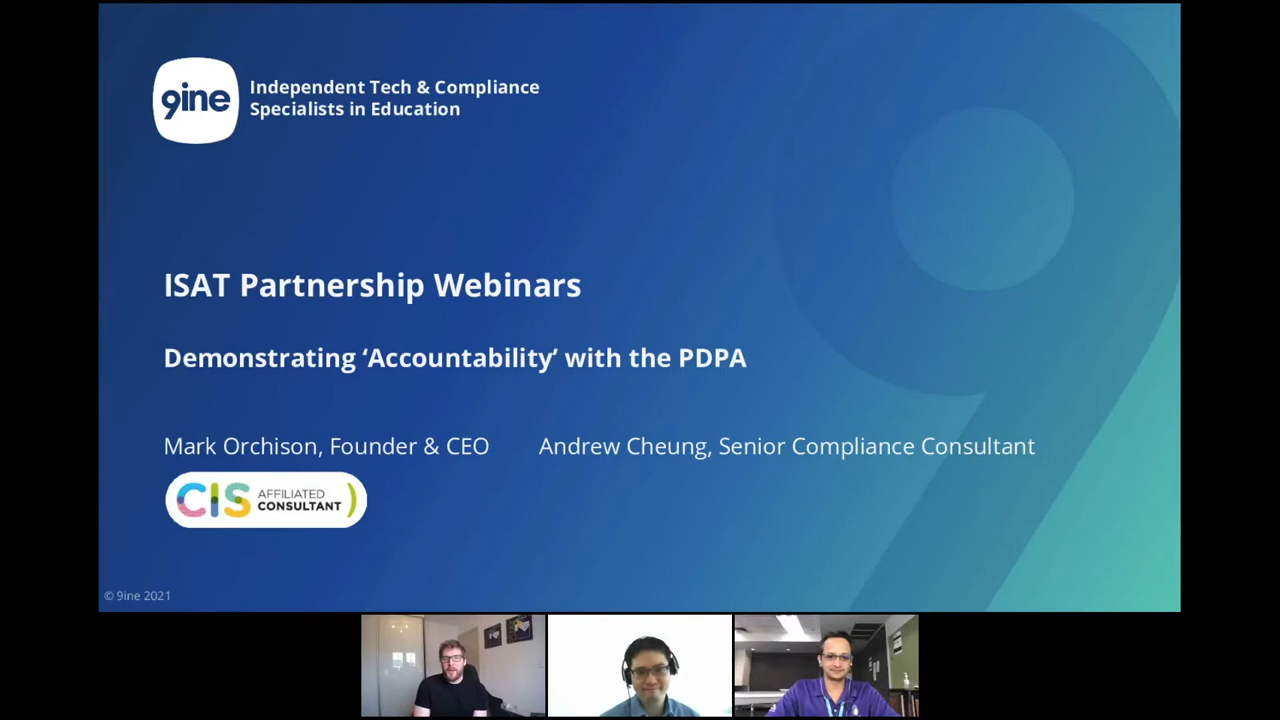 9ine
Independent Tech & Compliance
Specialists in Education
ISAT Partnership Webinars
Demonstrating ‘Accountability’ with the PDPA
Mark Orchison, Founder & CEO
Andrew Cheung, Senior Compliance Consultant
CIS AFFILIATED
CONSULTANT
© 9ine 2021